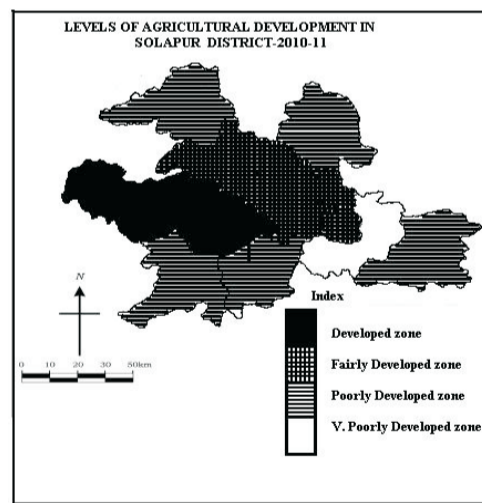 LEVELS OF AGRICULTURAL DEVELOPMENT IN
SOLAPUR DISTRICT-2010-11
N
Index
Developed zone
Fairly Developed zone
Poorly Developed zone
V. Poorly Developed zone
0 10 20 30 50km